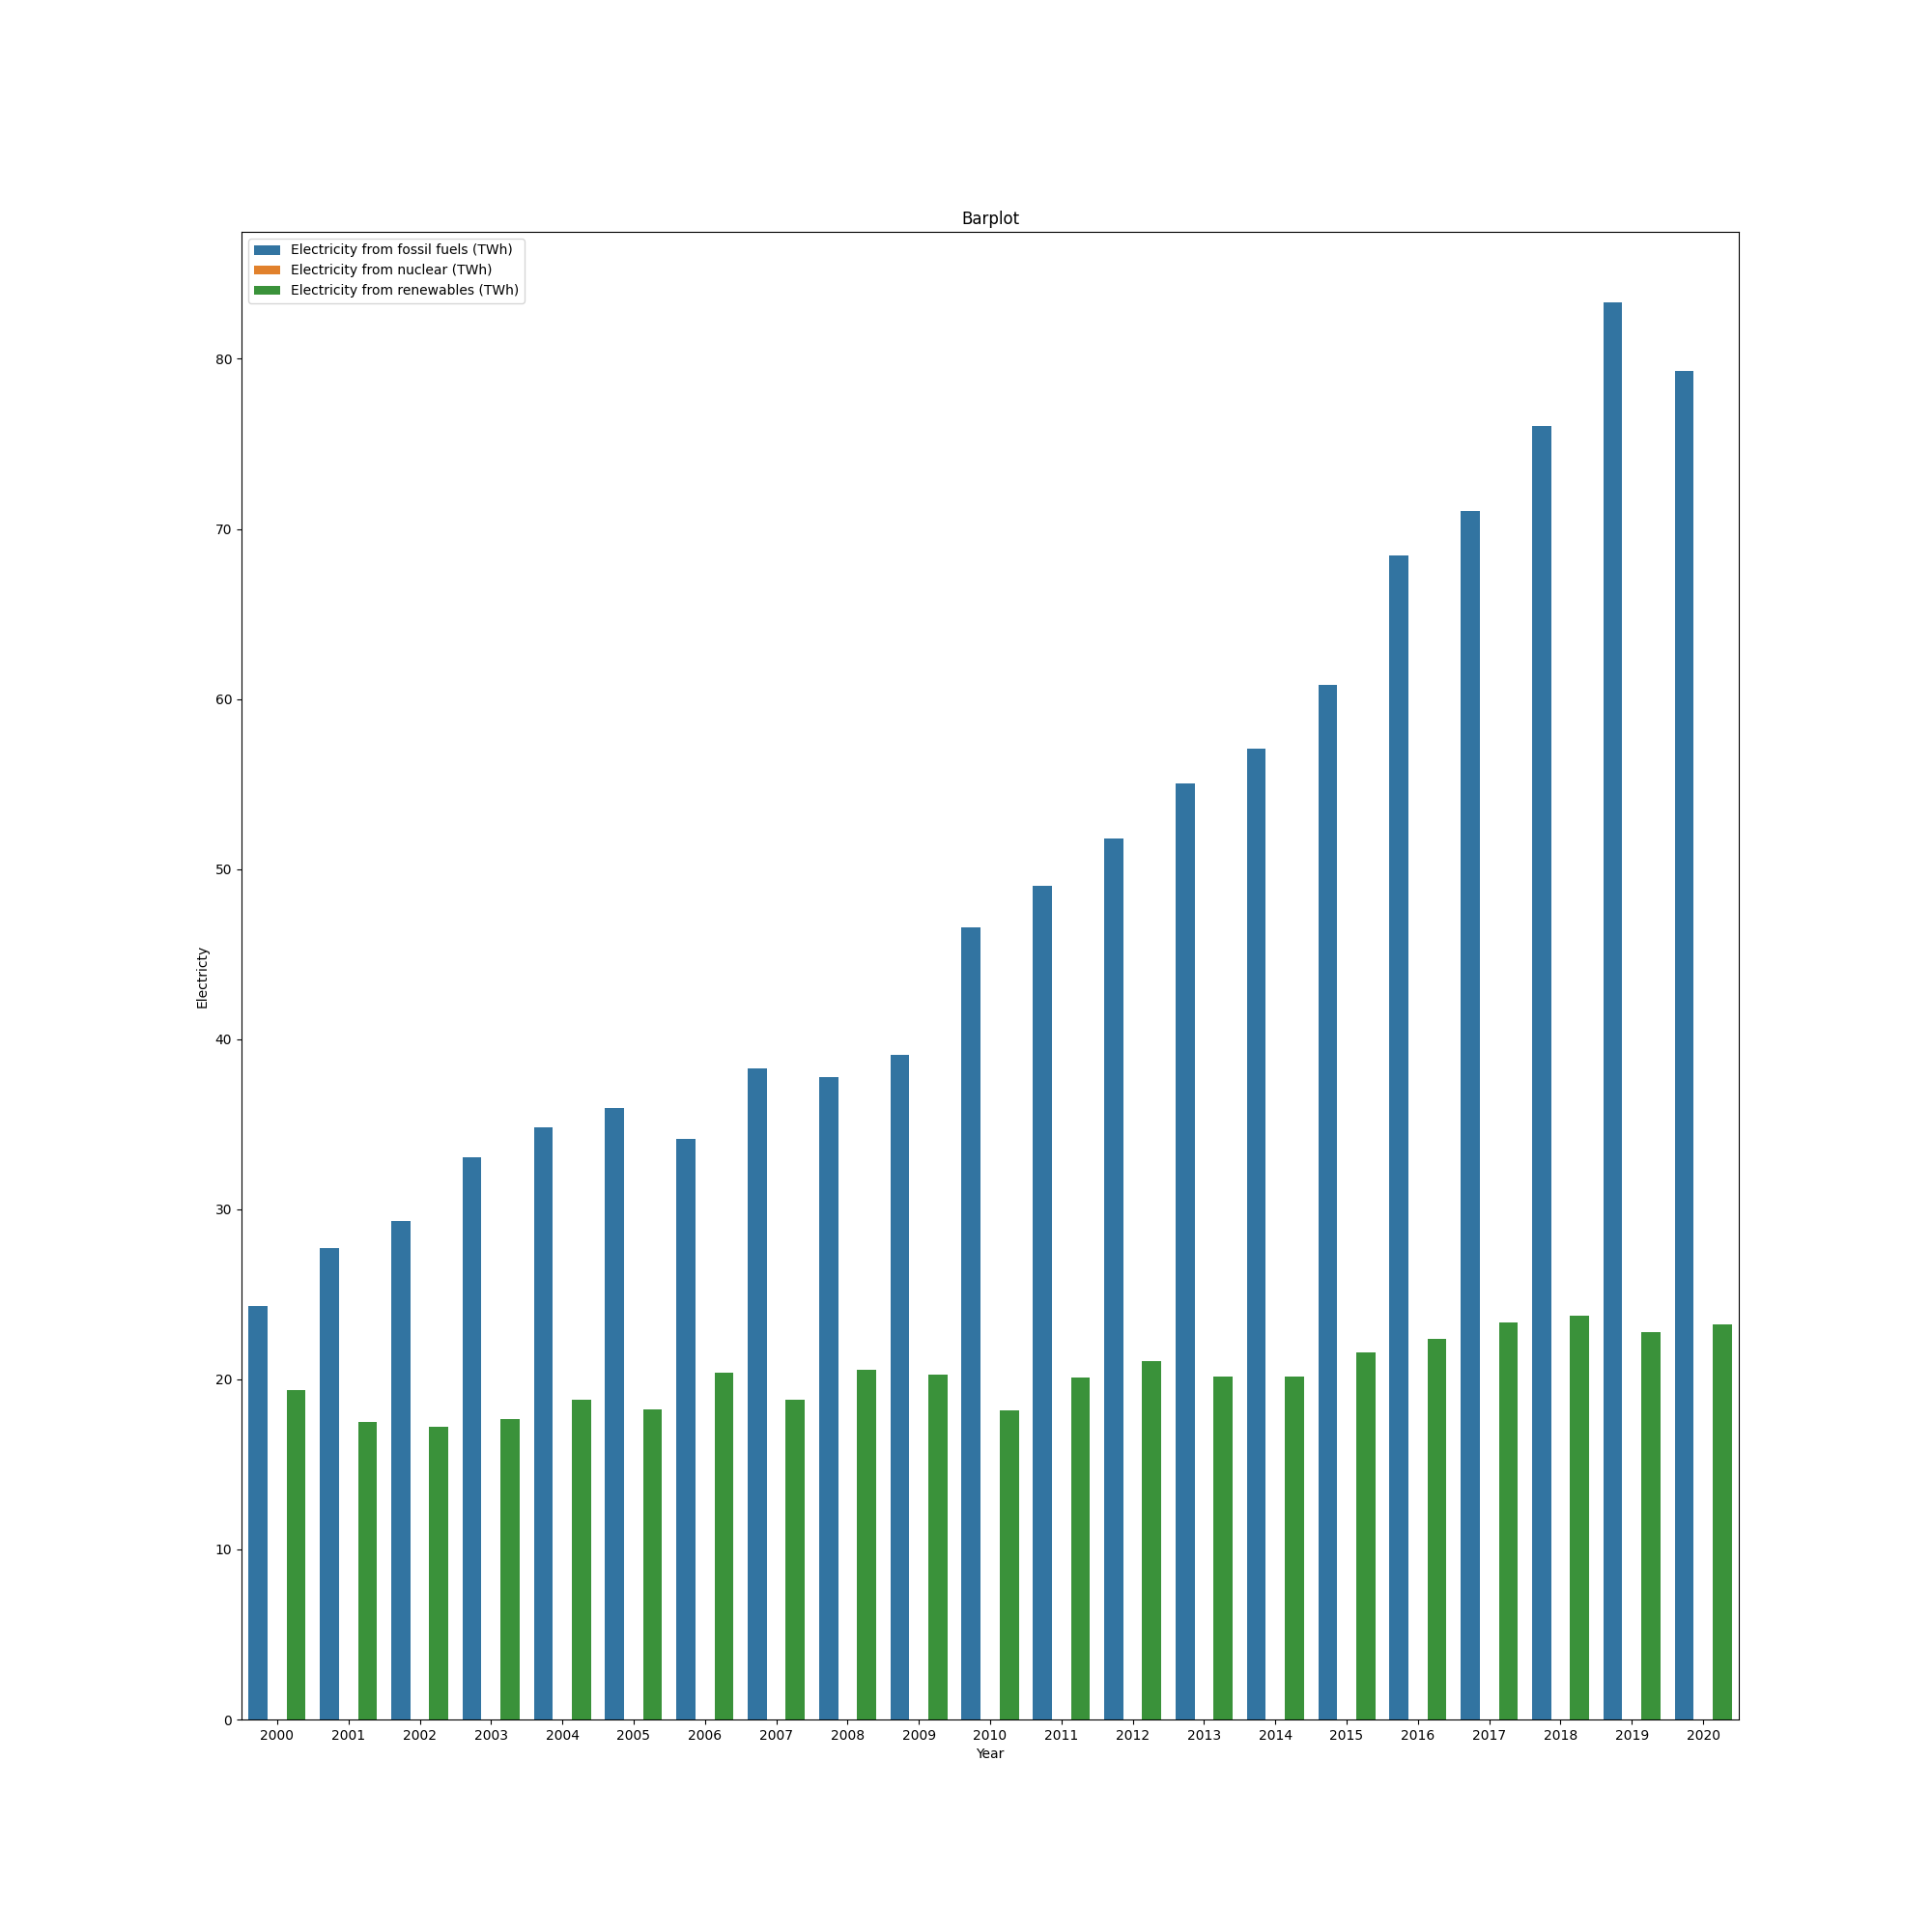 Barplot
Electricity from fossil fuels (TWh)
Electricity from nuclear (TWh)
Electricity from renewables (TWh)
80
70
60
50
40
30
20
10
0
Electricty
2000 2001 2002 2003 2004 2005 2006 2007 2008 2009 2010 2011 2012 2013 2014 2015 2016 2017 2018 2019 2020
Year